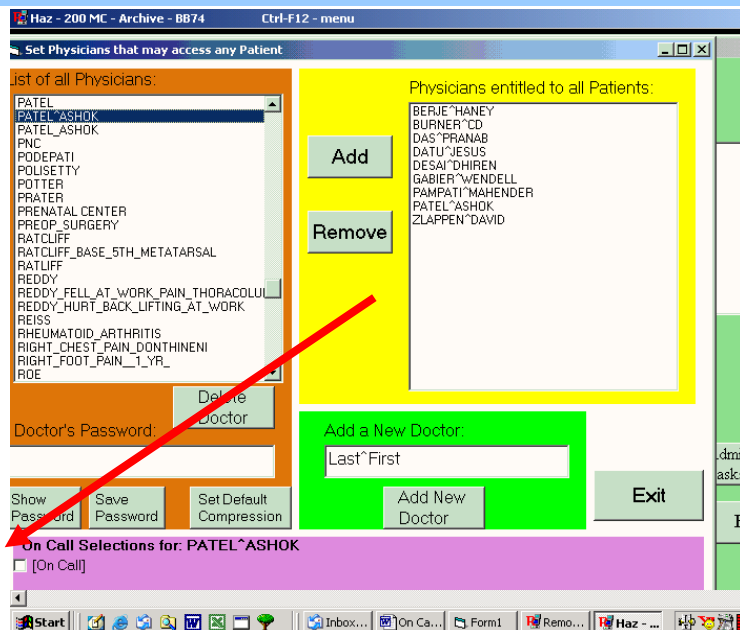 Haz - 200 MC - Archive - BB74 Ctrl-F12 - menu
Set Physicians that may access any Patient
List of all Physicians:
PATEL
PATEL^ASHOK
PATEL_ASHOK
PNC
PODEPATI
POLISETTY
POTTER
PRATER
PRENATAL CENTER
PREOP_SURGERY
RATCLIFF
RATCLIFF_BASE_5TH_METATARSAL
RATLIFF
REDDY
REDDY_FELL_AT_WORK_PAIN_THORACOLU
REDDY_HURT_BACK_LIFTING_AT_WORK
REISS
RHEUMATOID_ARTHRITIS
RIGHT_CHEST_PAIN_DONTHINENI
RIGHT_FOOT_PAIN__1_YR_
ROE
Delete
Doctor
Doctor's Password:
Show
Password
Save
Password
Set Default
Compression
Add
Remove
Physicians entitled to all Patients:
BERJE^HANEY
BURNER^CD
DAS^PRANAB
DATU^JESUS
DESAI^DHIREN
GABIER^WENDELL
PAMPATI^MAHENDER
PATEL^ASHOK
ZLAPPEN^DAVID
Add a New Doctor:
Last^First
Add New
Doctor
Exit
On Call Selections for: PATEL^ASHOK
[On Call]
Start Inbox... On Ca... Form1 Remo... Haz - ...